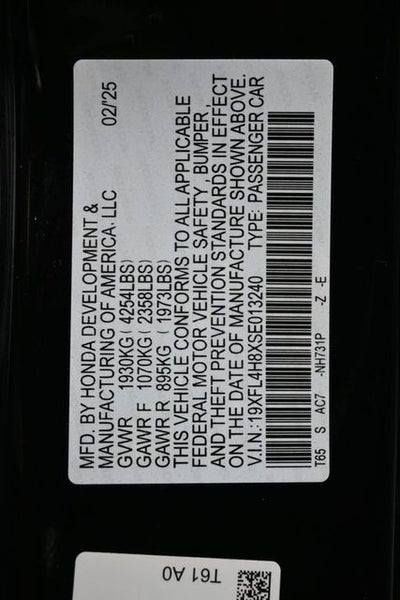 MFD. BY HONDA DEVELOPMENT &
MANUFACTURING OF AMERICA, LLC 02/'25
GVWR 1930KG ( 4254LBS)
GAWR F 1070KG ( 2358LBS)
GAWR R 895KG ( 1973LBS)
THIS VEHICLE CONFORMS TO ALL APPLICABLE
FEDERAL MOTOR VEHICLE SAFETY, BUMPER,
AND THEFT PREVENTION STANDARDS IN EFFECT
ON THE DATE OF MANUFACTURE SHOWN ABOVE.
V.I.N.:19XFL4H8XSE013240 TYPE: PASSENGER CAR
T65 S AC7 -NH731P -Z -E
T61 A0